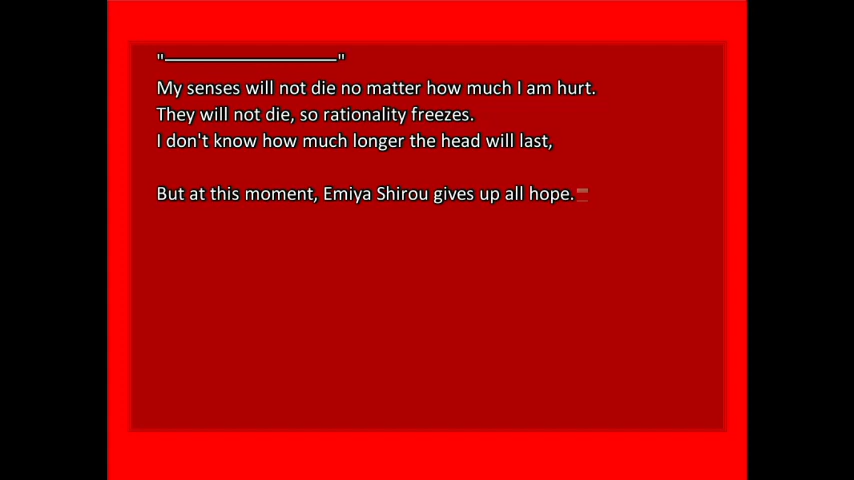 "―――――――――"
My senses will not die no matter how much I am hurt.
They will not die, so rationality freezes.
I don't know how much longer the head will last,
But at this moment, Emiya Shirou gives up all hope.